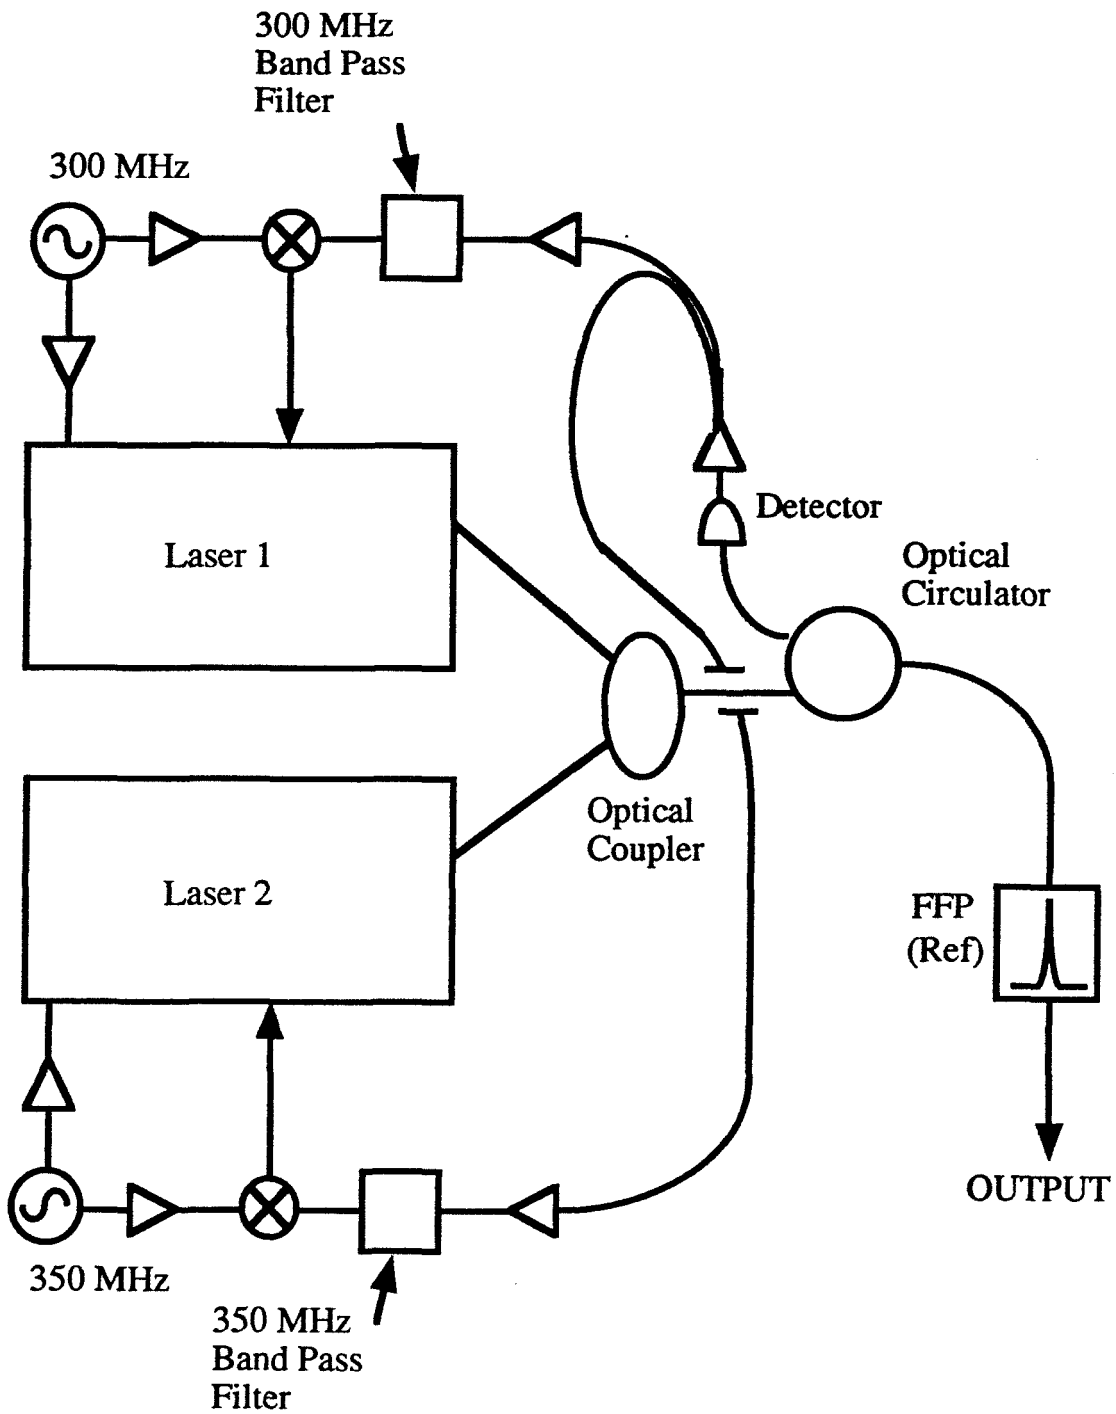 300 MHz
Band Pass
Filter
300 MHz
Detector
Optical
Circulator
Laser 1
Optical
Coupler
Laser 2
FFP
(Ref)
OUTPUT
350 MHz
350 MHz
Band Pass
Filter